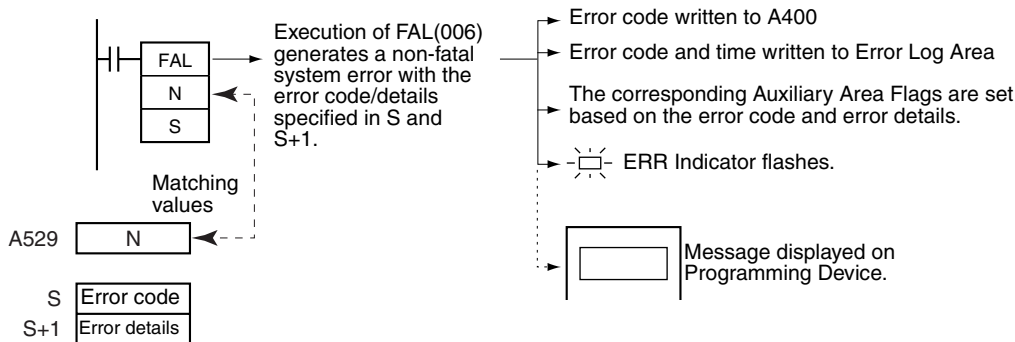 FAL
N
S
Execution of FAL(006)
generates a non-fatal
system error with the
error code/details
specified in S and
S+1.
Error code written to A400
Error code and time written to Error Log Area
The corresponding Auxiliary Area Flags are set
based on the error code and error details.
ERR Indicator flashes.
Message displayed on
Programming Device.
Matching
values
A529 N
S Error code
S+1 Error details